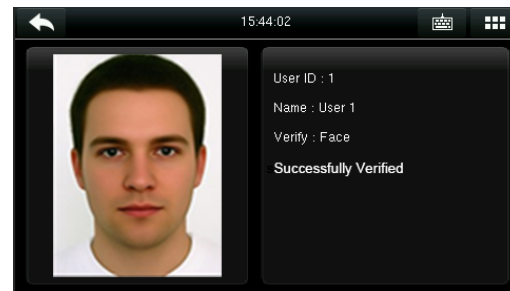 15:44:02
User ID : 1
Name : User 1
Verify : Face
Successfully Verified